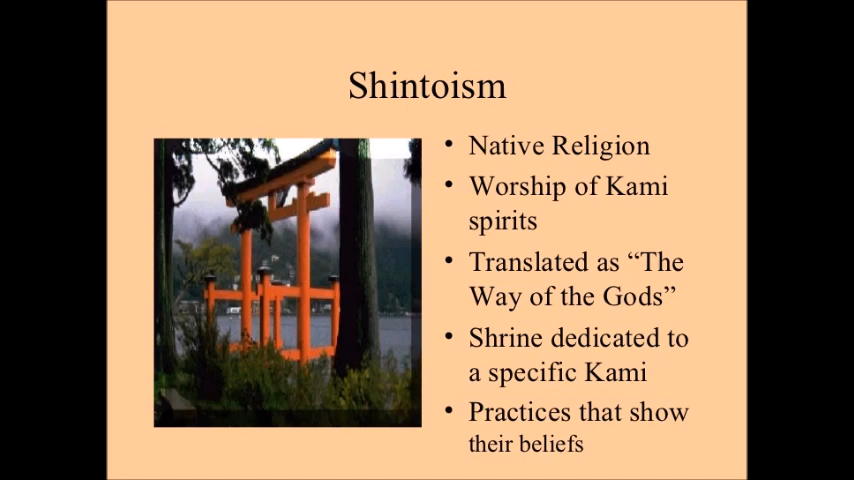 Shintoism
• Native Religion
• Worship of Kami
spirits
• Translated as “The
Way of the Gods”
• Shrine dedicated to
a specific Kami
• Practices that show
their beliefs